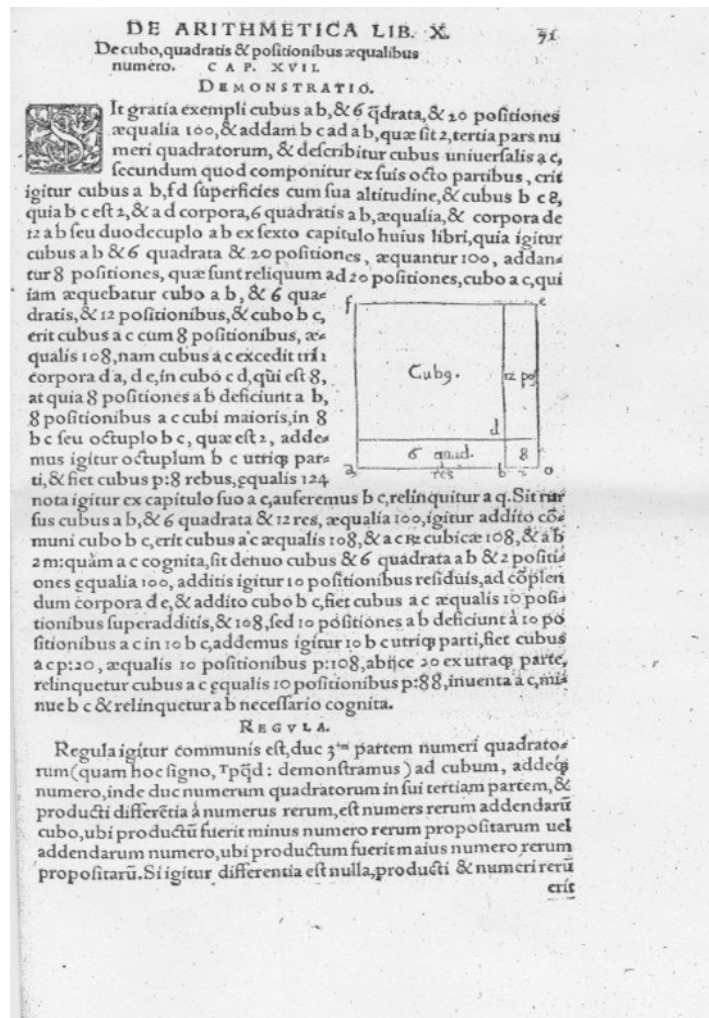 DE ARITHMETICA LIB. X. 31
De cubo, quadratis & positionibus æqualibus
numero. CAP. XVII.
DEMONSTRATIO.
SIt gratia exempli cubus a b, & 6 q̃drata, & 20 positiones
æqualia 100, & addam b c ad a b, quæ sit 2, tertia pars nu
meri quadratorum, & describitur cubus uniuersalis a c,
secundum quod componitur ex suis octo partibus, erit
igitur cubus a b, f d superficies cum sua altitudine, & cubus b c 8,
quia b c est 2, & a d corpora, 6 quadratis a b, æqualia, & corpora de
12 a b seu duodecuplo a b ex sexto capitulo huius libri, quia igitur
cubus a b & 6 quadrata & 20 positiones, æquantur 100, addan-
tur 8 positiones, quæ sunt reliquum ad 20 positiones, cubo a c, qui
iam æquebatur cubo a b, & 6 qua-
dratis, & 12 positionibus, & cubo b c,
erit cubus a c cum 8 positionibus, æ-
qualis 108, nam cubus a c excedit tria
corpora d a, d e, in cubo c d, qui est 8,
at quia 8 positiones a b deficiunt a b,
8 positionibus a c cubi maioris, in 8
b c seu octuplo b c, quæ est 2, adde-
mus igitur octuplum b c utriq; par-
ti, & fiet cubus p: 8 rebus, ęqualis 124
f e
Cubg.
12 po
d
6 quad. 8
a res b 2 o
nota igitur ex capitulo suo a c, auferemus b c, relinquitur a q. Sit rur
sus cubus a b, & 6 quadrata & 12 res, æqualia 100, igitur addito cõ-
muni cubo b c, erit cubus a c æqualis 108, & a c ℞ cubicæ 108, & a b
2 m: quàm a c cognita, sit denuo cubus & 6 quadrata a b & 2 positi-
ones ęqualia 100, additis igitur 10 positionibus residuis, ad cõplen
dum corpora d e, & addito cubo b c, fiet cubus a c æqualis 10 posi-
tionibus superadditis, & 108, sed 10 positiones a b deficiunt à 10 po
sitionibus a c in 10 b c, addemus igitur 10 b c utriq; parti, fiet cubus
a c p: 20, æqualis 10 positionibus p: 108, abijce 20 ex utraq; parte,
relinquetur cubus a c ęqualis 10 positionibus p: 88, inuenta a c, mi-
nue b c & relinquetur a b necessario cognita.
REGVLA.
Regula igitur communis est, duc 3am partem numeri quadrato-
rum (quam hoc signo, Tpq̃d: demonstramus) ad cubum, addeq;
numero, inde duc numerum quadratorum in sui tertiam partem, &
producti differẽtia à numerus rerum, est numers rerum addendarũ
cubo, ubi productũ fuerit minus numero rerum propositarum uel
addendarum numero, ubi productum fuerit maius numero rerum
propositarũ. Si igitur differentia est nulla, producti & numeri rerũ
erit